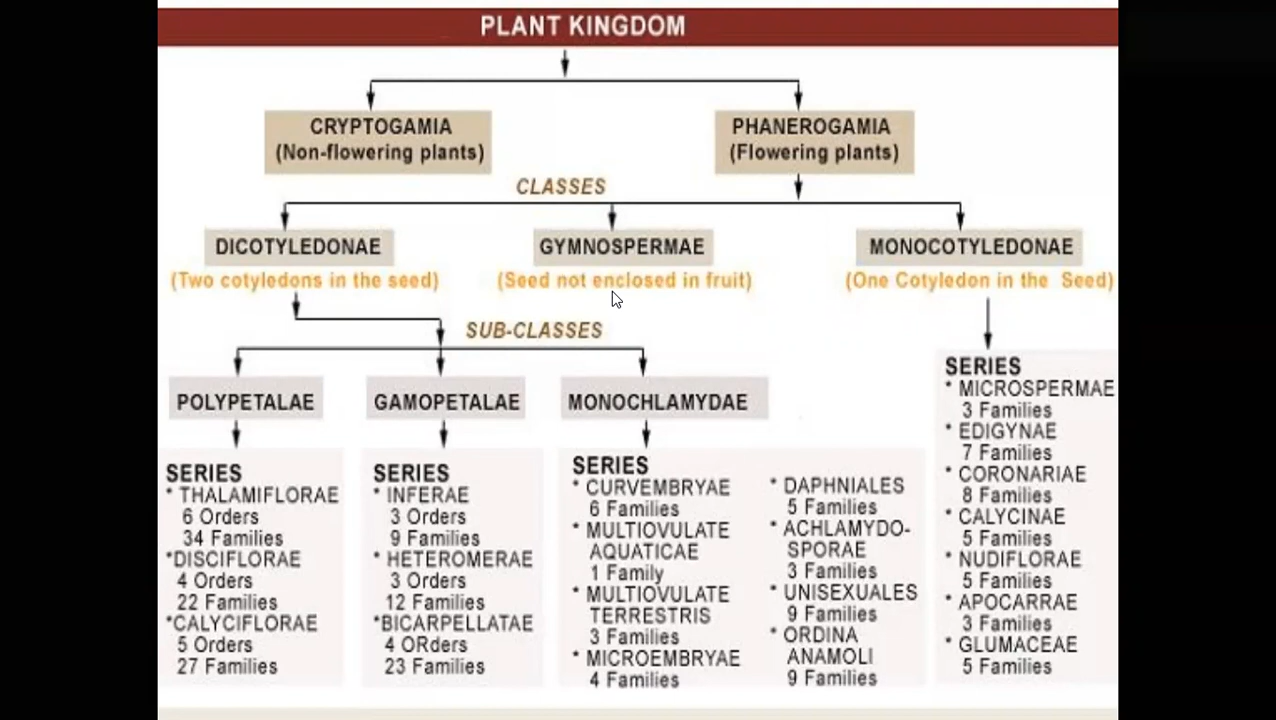 PLANT KINGDOM
CRYPTOGAMIA
(Non-flowering plants)
PHANEROGAMIA
(Flowering plants)
CLASSES
DICOTYLEDONAE
(Two cotyledons in the seed)
GYMNOSPERMAE
(Seed not enclosed in fruit)
MONOCOTYLEDONAE
(One Cotyledon in the Seed)
SUB-CLASSES
POLYPETALAE
GAMOPETALAE
MONOCHLAMYDAE
SERIES
* THALAMIFLORAE
6 Orders
34 Families
*DISCIFLORAE
4 Orders
22 Families
*CALYCIFLORAE
5 Orders
27 Families
SERIES
* INFERAE
3 Orders
9 Families
* HETEROMERAE
3 Orders
12 Families
*BICARPELLATAE
4 ORders
23 Families
SERIES
* CURVEMBRYAE
6 Families
* MULTIOVULATE
AQUATICAE
1 Family
* MULTIOVULATE
TERRESTRIS
3 Families
* MICROEMBRYAE
4 Families
* DAPHNIALES
5 Families
* ACHLAMYDO-
SPORAE
3 Families
* UNISEXUALES
9 Families
* ORDINA
ANAMOLI
9 Families
SERIES
* MICROSPERMAE
3 Families
* EDIGYNAE
7 Families
* CORONARIAE
8 Families
* CALYCINAE
5 Families
* NUDIFLORAE
5 Families
* APOCARRAE
3 Families
* GLUMACEAE
5 Families